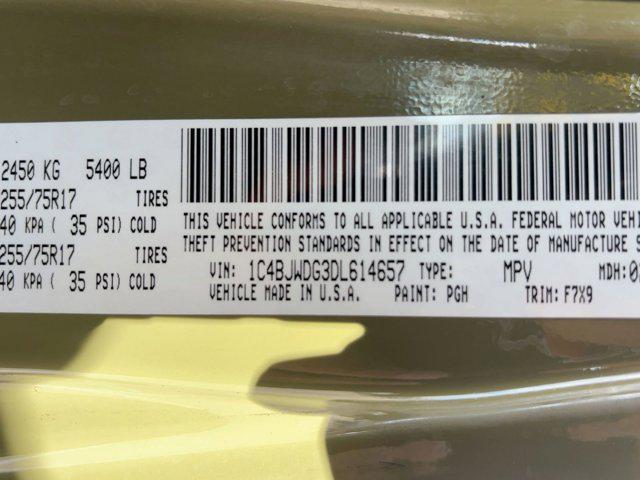 2450 KG 5400 LB
255/75R17 TIRES
40 KPA ( 35 PSI) COLD
255/75R17 TIRES
40 KPA ( 35 PSI) COLD
THIS VEHICLE CONFORMS TO ALL APPLICABLE U.S.A. FEDERAL MOTOR
THEFT PREVENTION STANDARDS IN EFFECT ON THE DATE OF MANUFACTURE
VIN: 1C4BJWDG3DL614657 TYPE: MPV MDH:
VEHICLE MADE IN U.S.A. PAINT: PGH TRIM: F7X9